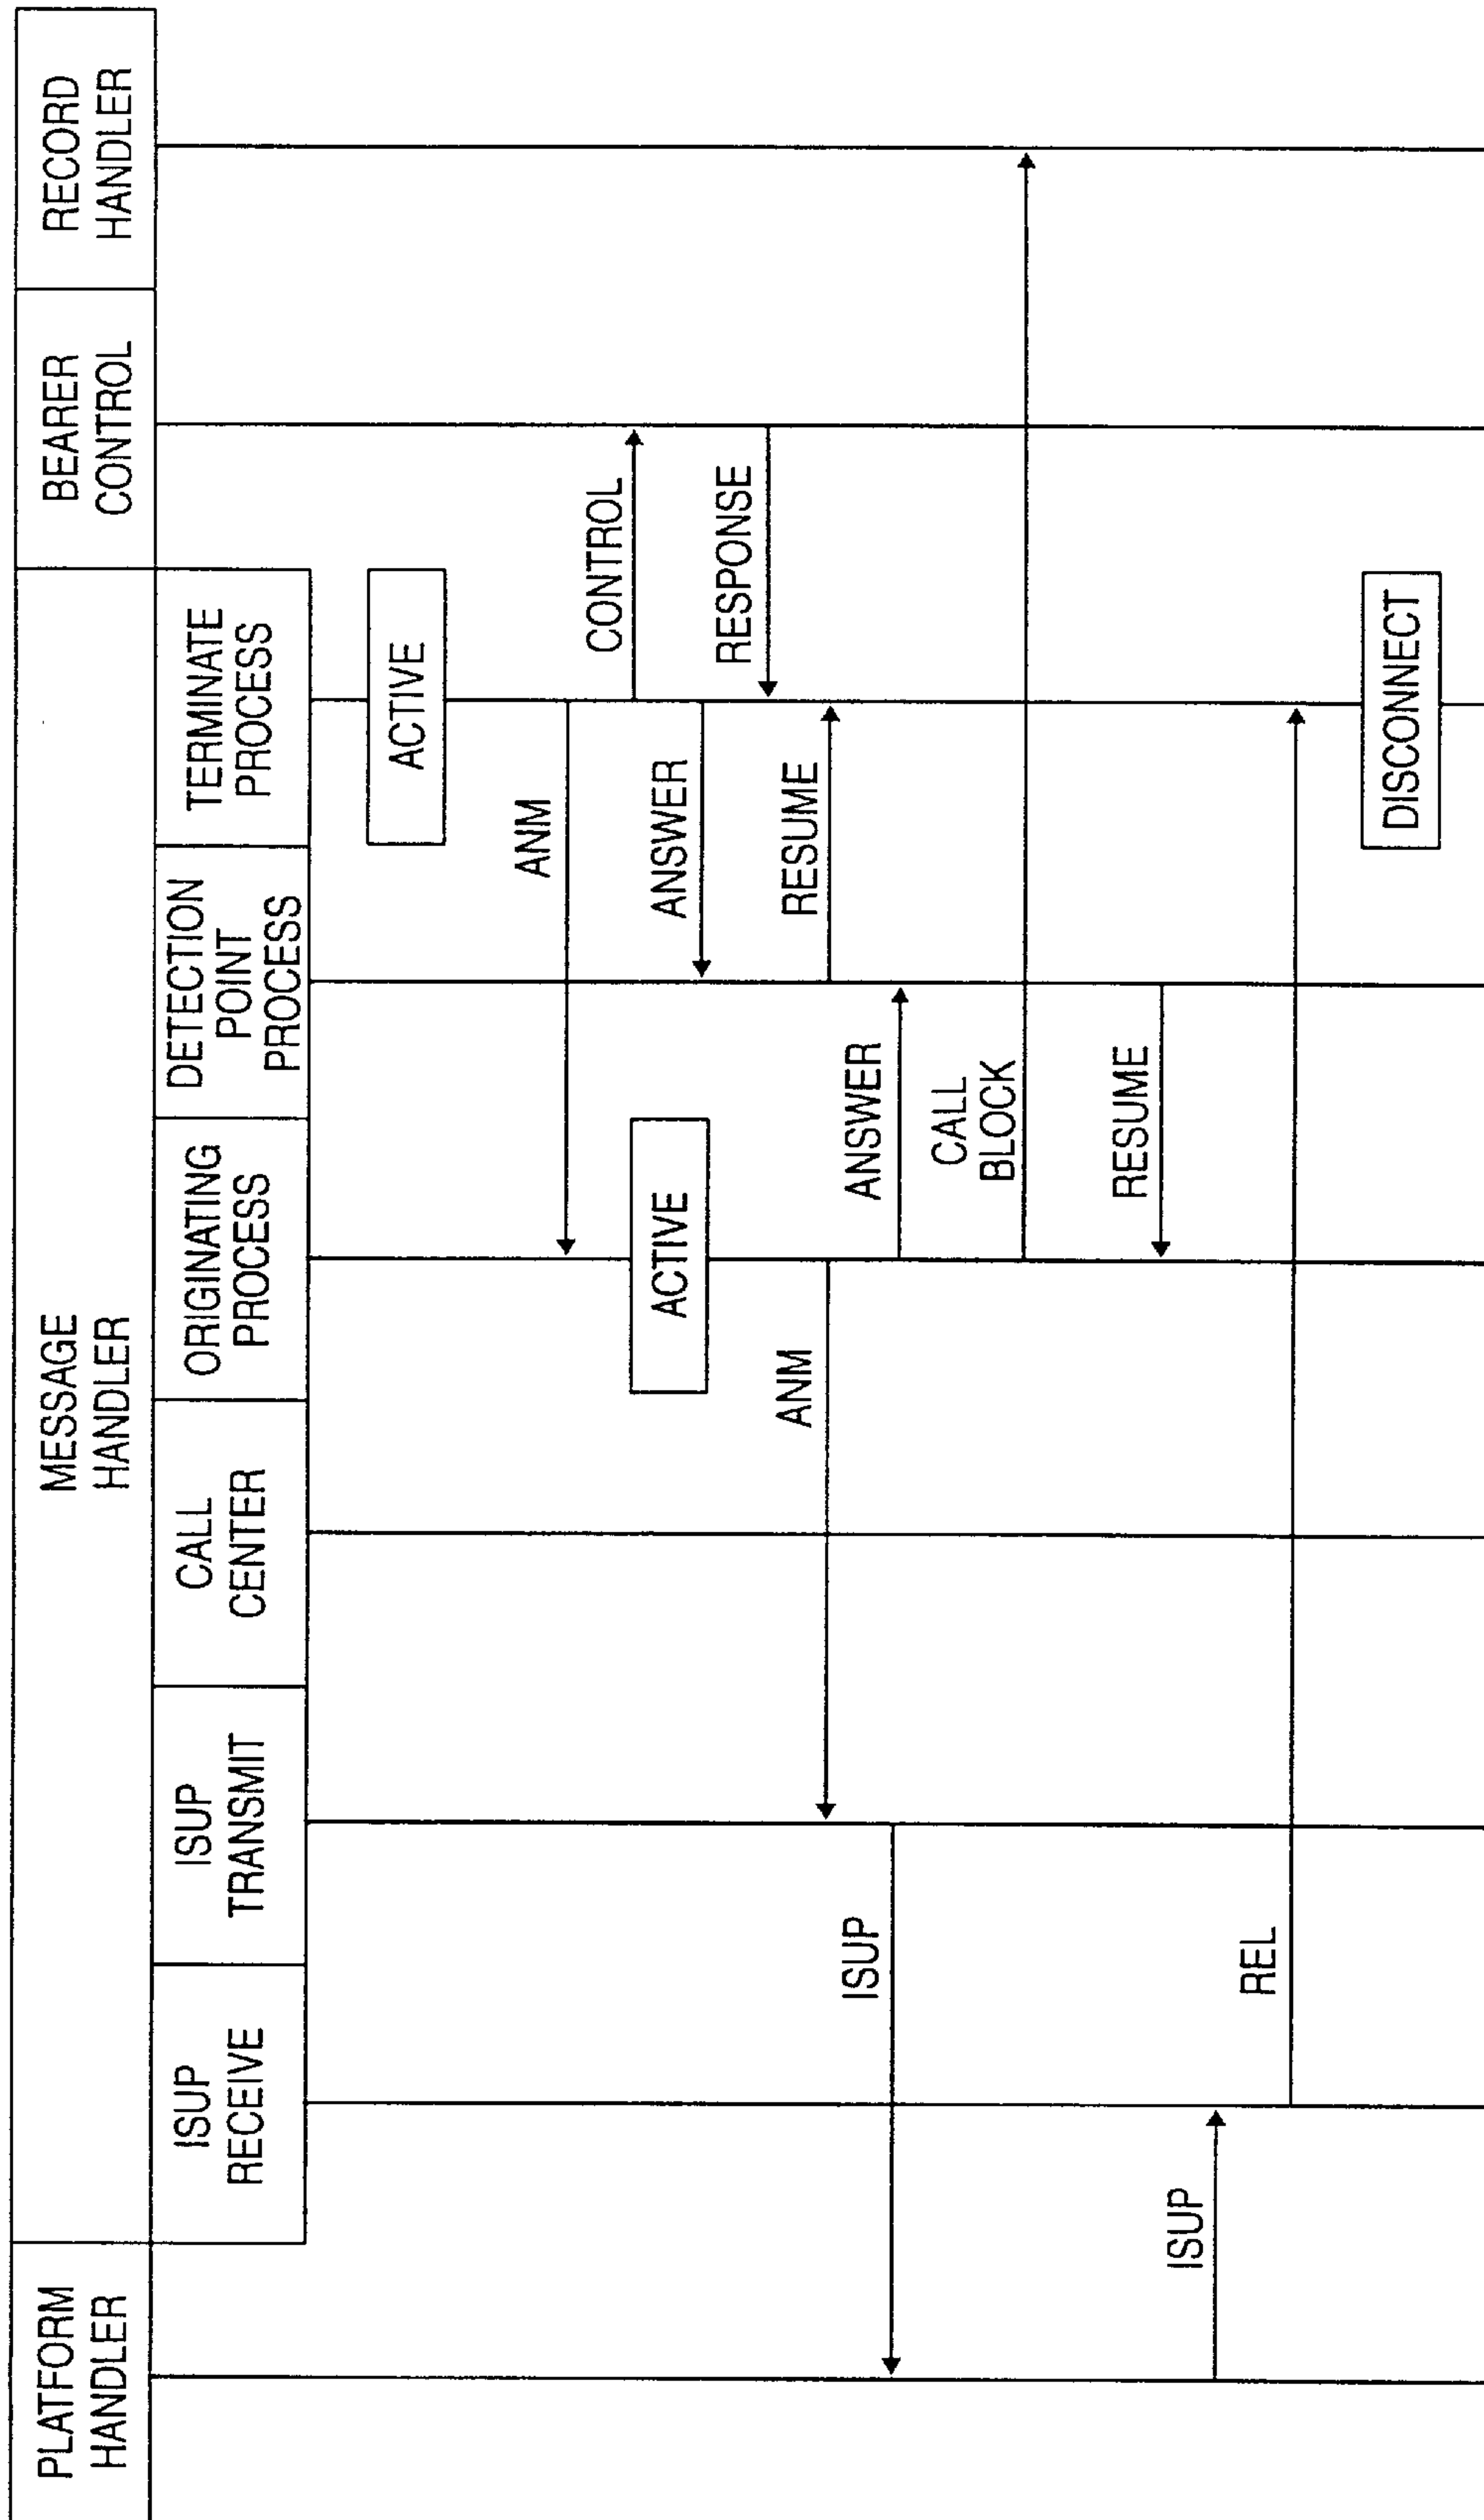 PLATFORM
HANDLER
MESSAGE
HANDLER
BEARER
CONTROL
RECORD
HANDLER
ISUP
RECEIVE
ISUP
TRANSMIT
CALL
CENTER
ORIGINATING
PROCESS
DETECTION
POINT
PROCESS
TERMINATE
PROCESS
ACTIVE
ANM
CONTROL
ACTIVE
ANSWER
RESPONSE
ANM
RESUME
ISUP
ANSWER
CALL
BLOCK
RESUME
ISUP
REL
DISCONNECT